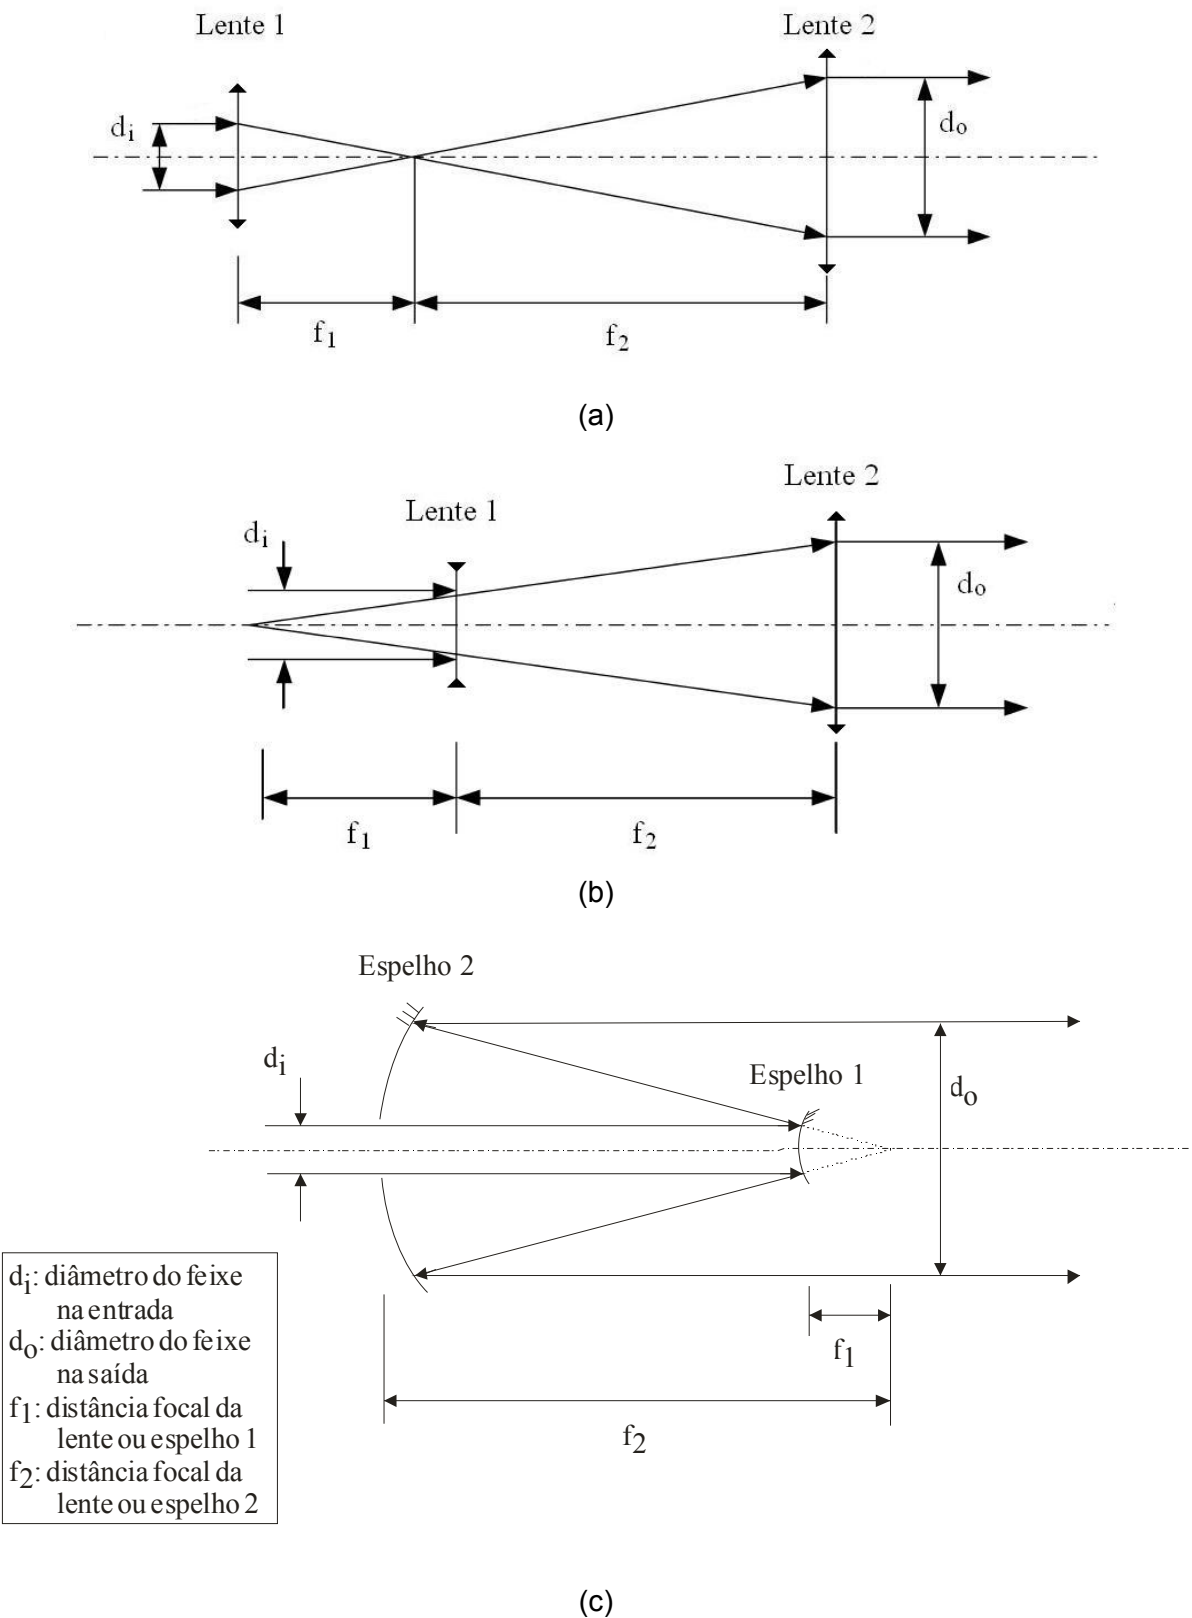 Lente 1
Lente 2
di
do
f1
f2
(a)
Lente 2
Lente 1
di
do
f1
f2
(b)
Espelho 2
di
Espelho 1
do
f1
f2
di: diâmetro do feixe
na entrada
do: diâmetro do feixe
na saída
f1: distância focal da
lente ou espelho 1
f2: distância focal da
lente ou espelho 2
(c)